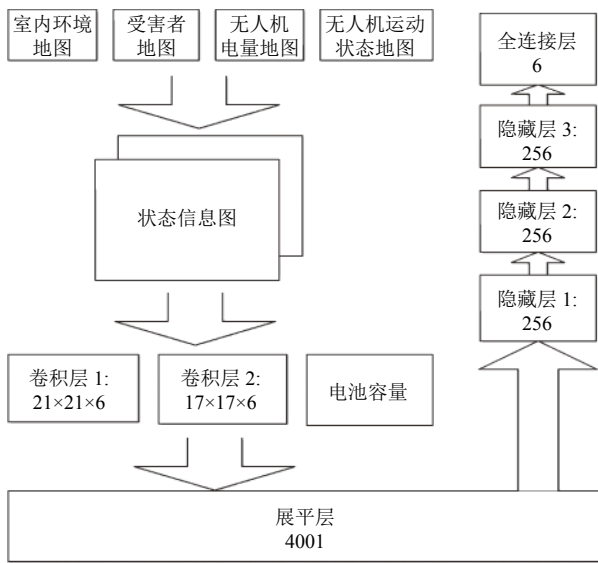 室内环境
地图
受害者
地图
无人机
电量地图
无人机运动
状态地图
状态信息图
卷积层 1:
21×21×6
卷积层 2:
17×17×6
电池容量
展平层
4001
隐藏层 1:
256
隐藏层 2:
256
隐藏层 3:
256
全连接层
6